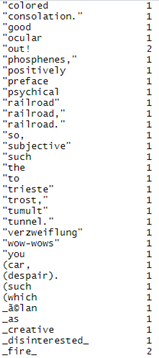 "colored 1
"consolation." 1
"good 1
"ocular 1
"out! 2
"phosphenes," 1
"positively 1
"preface 1
"psychical 1
"railroad" 1
"railroad," 1
"railroad." 1
"so, 1
"subjective" 1
"such 1
"the 1
"to 1
"trieste" 1
"trost," 1
"tumult" 1
"tunnel." 1
"verzweiflung" 1
"wow-wows" 1
"you 1
(car, 1
(despair). 1
(such 1
(which 1
_ã©lan 1
_as 1
_creative 1
_disinterested_ 1
_fire_ 2